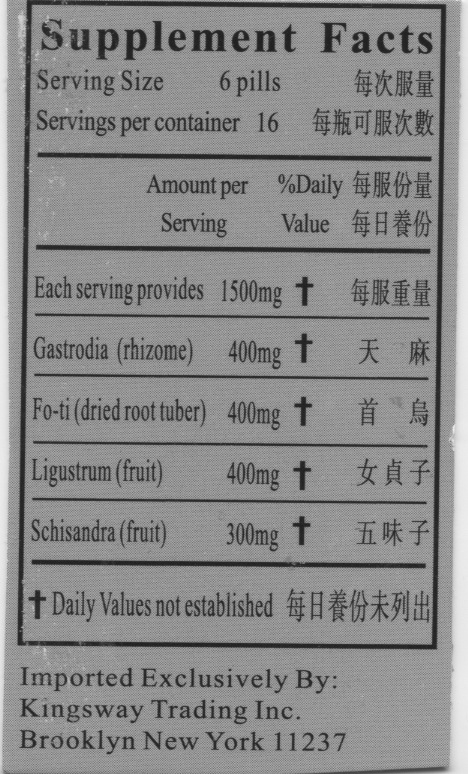 Supplement Facts
Serving Size 6 pills 每次服量
Servings per container 16 每瓶可服次數
Amount per %Daily 每服份量
Serving Value 每日養份
Each serving provides 1500mg ✝ 每服重量
Gastrodia (rhizome) 400mg ✝ 天 麻
Fo-ti (dried root tuber) 400mg ✝ 首 烏
Ligustrum (fruit) 400mg ✝ 女貞子
Schisandra (fruit) 300mg ✝ 五味子
✝ Daily Values not established 每日養份未列出
Imported Exclusively By:
Kingsway Trading Inc.
Brooklyn New York 11237